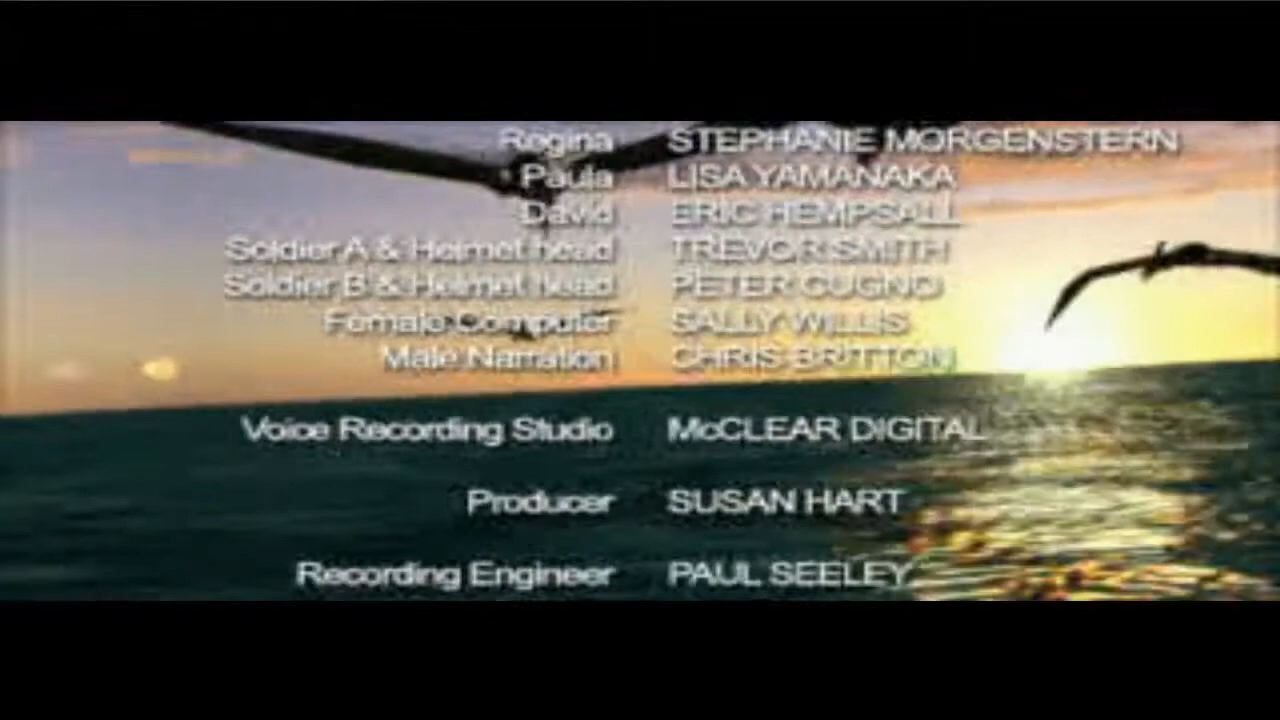 Regina STEPHANIE MORGENSTERN
Paula LISA YAMANAKA
David ERIC HEMPSALL
Soldier A & Helmet head TREVOR SMITH
Soldier B & Helmet head PETER CUGNO
Female Computer SALLY WILLIS
Male Narration CHRIS BRITTON
Voice Recording Studio McCLEAR DIGITAL
Producer SUSAN HART
Recording Engineer PAUL SEELEY